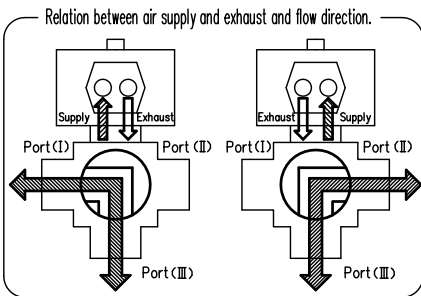 Relation between air supply and exhaust and flow direction.
Supply Exhaust
Exhaust Supply
Port(I) Port(II)
Port(I) Port(II)
Port(III)
Port(III)